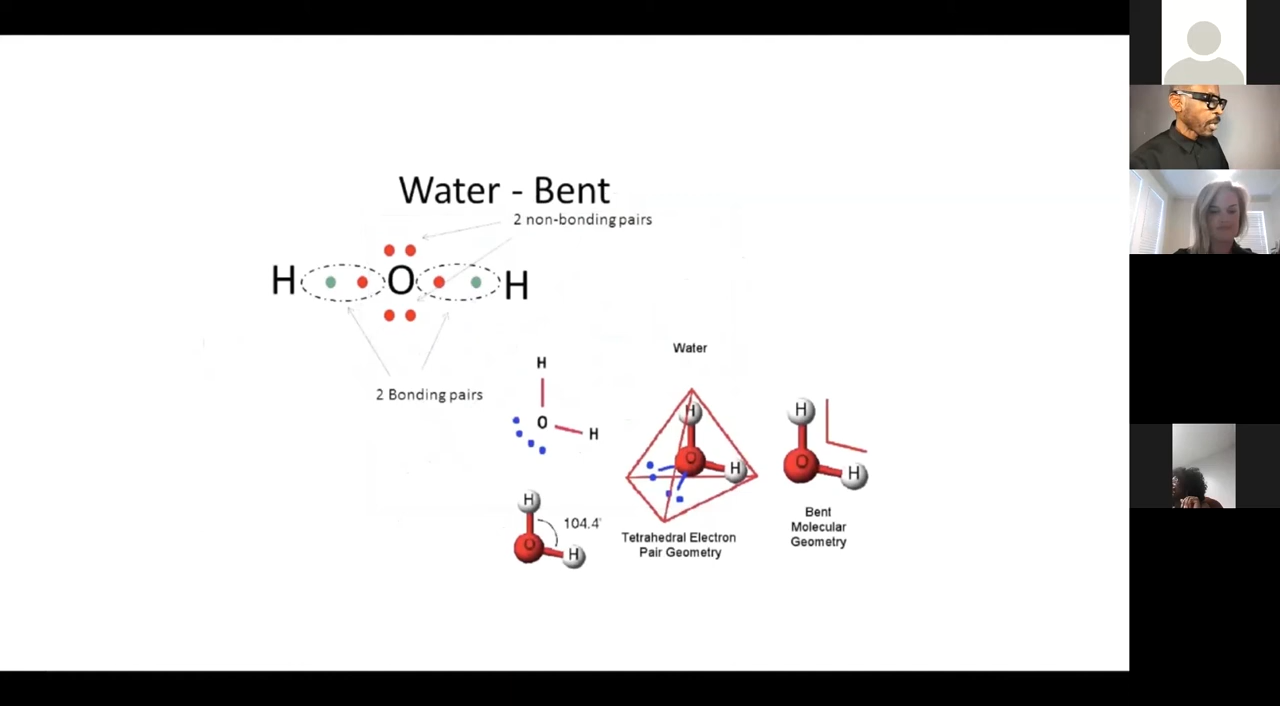 Water - Bent
2 non-bonding pairs
H O H
2 Bonding pairs
H
O
H
Water
H
O
H
H
O
H
H
104.4°
O
H
Tetrahedral Electron
Pair Geometry
Bent
Molecular
Geometry